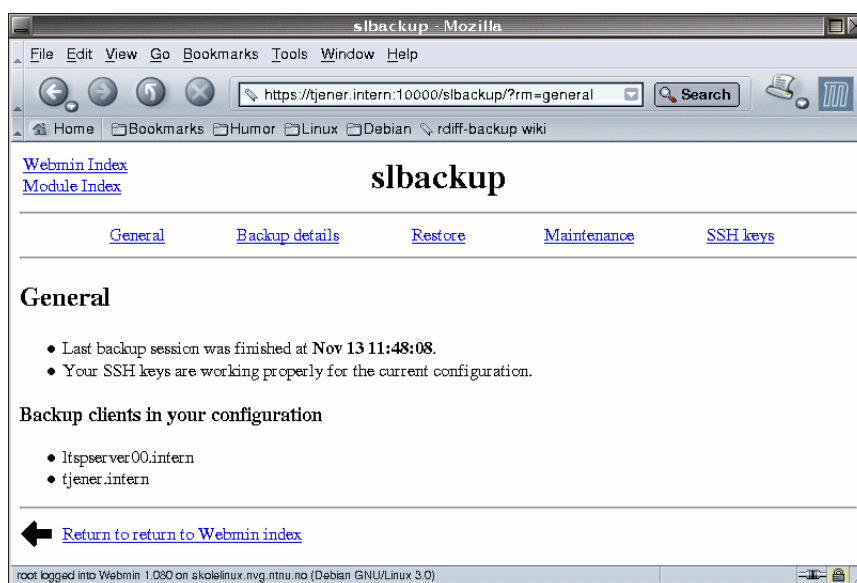 slbackup - Mozilla
File Edit View Go Bookmarks Tools Window Help
https://tjener.intern:10000/slbackup/?rm=general Search
Home Bookmarks Humor Linux Debian rdiff-backup wiki
Webmin Index
Module Index
slbackup
General Backup details Restore Maintenance SSH keys
General
• Last backup session was finished at Nov 13 11:48:08.
• Your SSH keys are working properly for the current configuration.
Backup clients in your configuration
• ltspserver00.intern
• tjener.intern
Return to return to Webmin index
root logged into Webmin 1.080 on skolelinux.nvg.ntnu.no (Debian GNU/Linux 3.0)